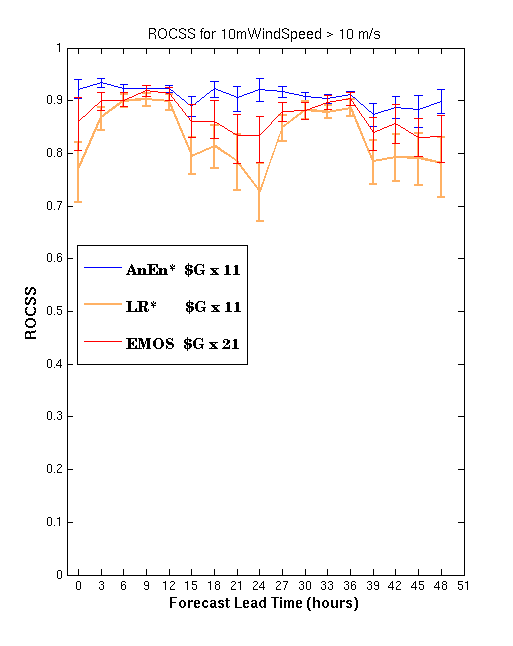 ROCSS for 10mWindSpeed > 10 m/s
1
0.9
0.8
0.7
0.6
0.5
0.4
0.3
0.2
0.1
0
ROCSS
AnEn* $G x 11
LR* $G x 11
EMOS $G x 21
0 3 6 9 12 15 18 21 24 27 30 33 36 39 42 45 48 51
Forecast Lead Time (hours)